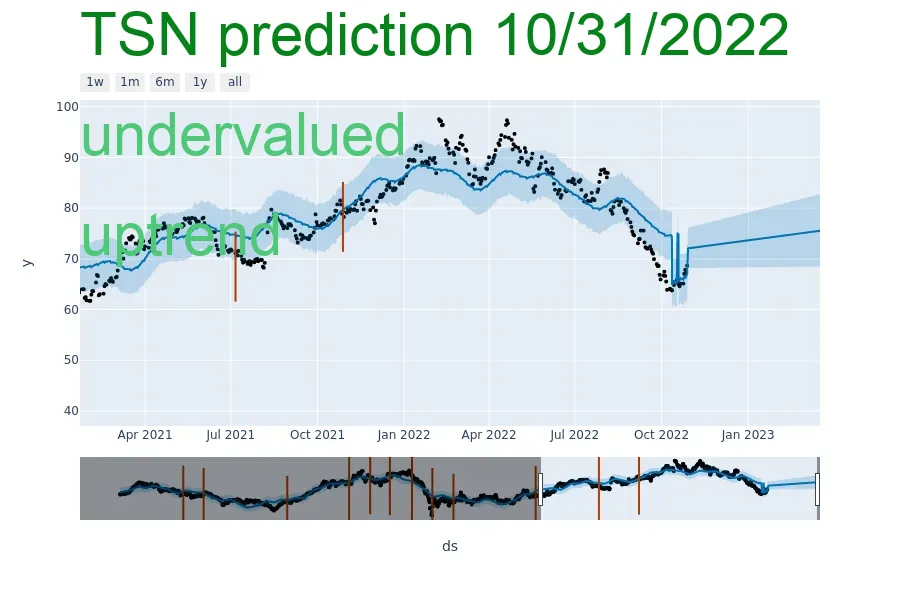 TSN prediction 10/31/2022
1w 1m 6m 1y all
100
undervalued
90
80
uptrend
70
y
60
50
40
Apr 2021 Jul 2021 Oct 2021 Jan 2022 Apr 2022 Jul 2022 Oct 2022 Jan 2023
ds